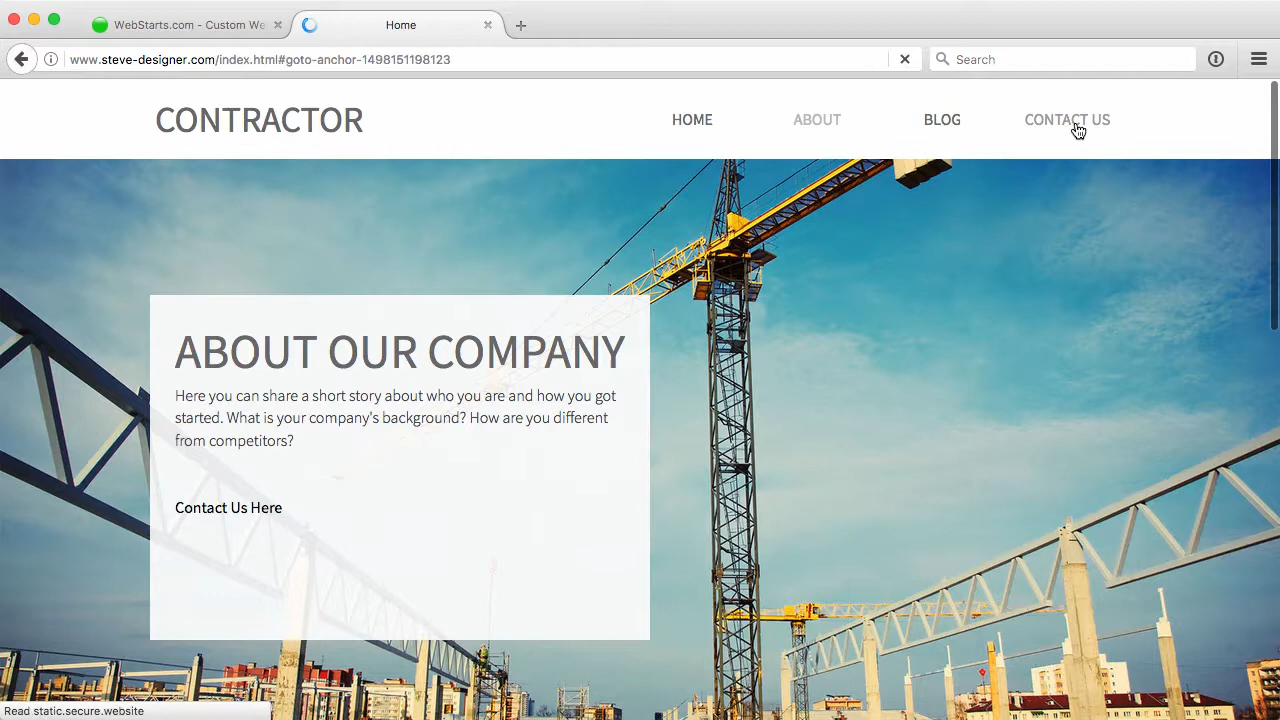 WebStarts.com - Custom We
Home
www.steve-designer.com/index.html#goto-anchor-1498151198123
Search
CONTRACTOR
HOME
ABOUT
BLOG
CONTACT US
ABOUT OUR COMPANY
Here you can share a short story about who you are and how you got
started. What is your company's background? How are you different
from competitors?
Contact Us Here
Read static.secure.website